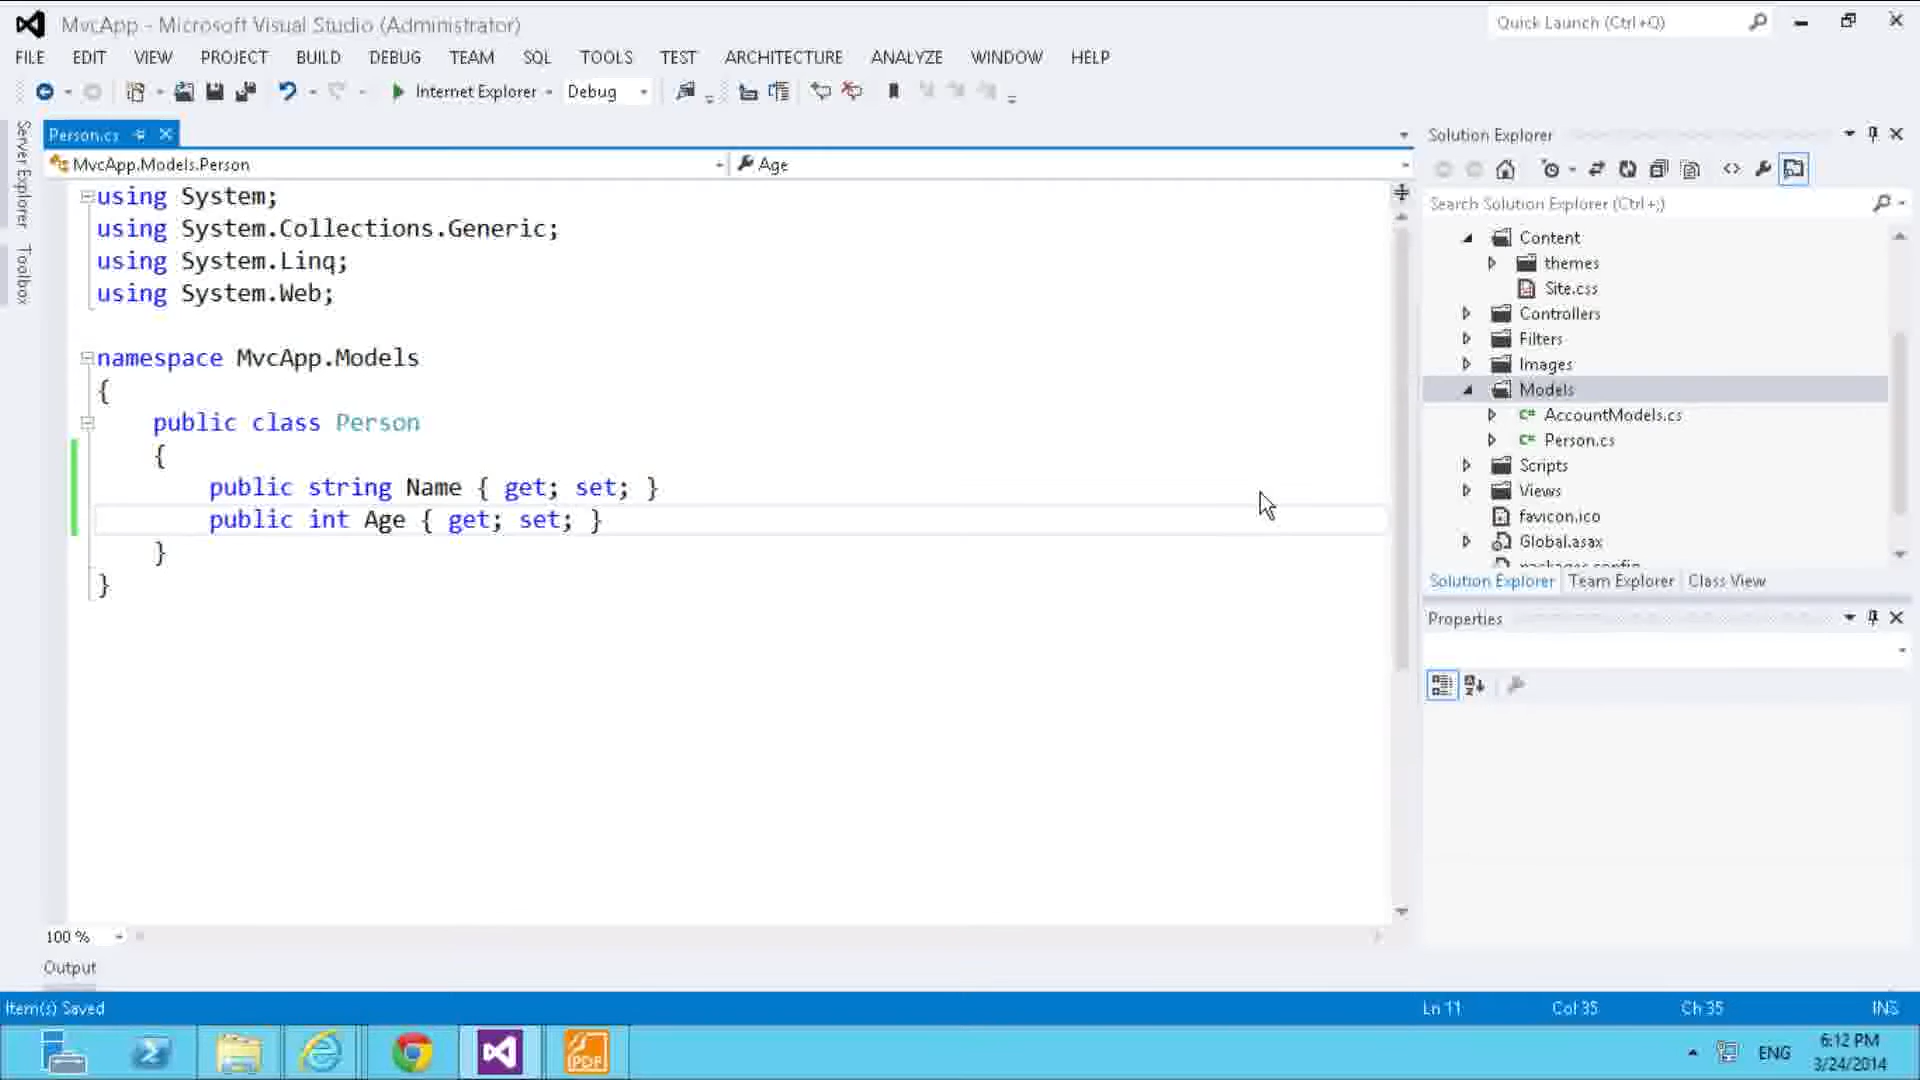 MvcApp - Microsoft Visual Studio (Administrator)
Quick Launch (Ctrl+Q)
FILE EDIT VIEW PROJECT BUILD DEBUG TEAM SQL TOOLS TEST ARCHITECTURE ANALYZE WINDOW HELP
Internet Explorer Debug
Server Explorer
Toolbox
Person.cs
MvcApp.Models.Person Age
using System;
using System.Collections.Generic;
using System.Linq;
using System.Web;
namespace MvcApp.Models
{
public class Person
{
public string Name { get; set; }
public int Age { get; set; }
}
}
100 %
Output
Solution Explorer
Search Solution Explorer (Ctrl+;)
Content
themes
Site.css
Controllers
Filters
Images
Models
C# AccountModels.cs
C# Person.cs
Scripts
Views
favicon.ico
Global.asax
packages.config
Solution Explorer Team Explorer Class View
Properties
Item(s) Saved Ln 11 Col 35 Ch 35 INS
PDF
ENG
6:12 PM
3/24/2014